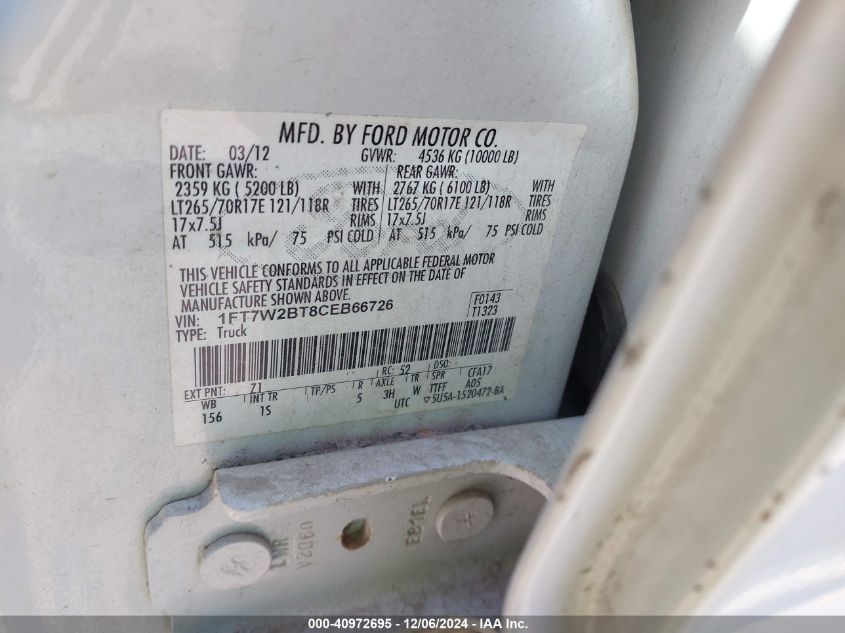 MFD. BY FORD MOTOR CO.
DATE: 03/12 GVWR: 4536 KG (10000 LB)
FRONT GAWR: REAR GAWR:
2359 KG ( 5200 LB) WITH 2767 KG ( 6100 LB) WITH
LT265/70R17E 121/118R TIRES LT265/70R17E 121/118R TIRES
17x7.5J RIMS 17x7.5J RIMS
AT 515 kPa/ 75 PSI COLD AT 515 kPa/ 75 PSI COLD
THIS VEHICLE CONFORMS TO ALL APPLICABLE FEDERAL MOTOR
VEHICLE SAFETY STANDARDS IN EFFECT ON THE DATE OF
MANUFACTURE SHOWN ABOVE.
VIN: 1FT7W2BT8CEB66726 F0143
TYPE: Truck T1323
EXT PNT: Z1 RC: 52 DSO:
WB INT TR TP/PS R AXLE TR SPR CFA17
156 1S 5 3H W TTFF A05
UTC ▽5U5A-1520472-BA
LWR
A2060
EB1EL
000-40972695 - 12/06/2024 - IAA Inc.